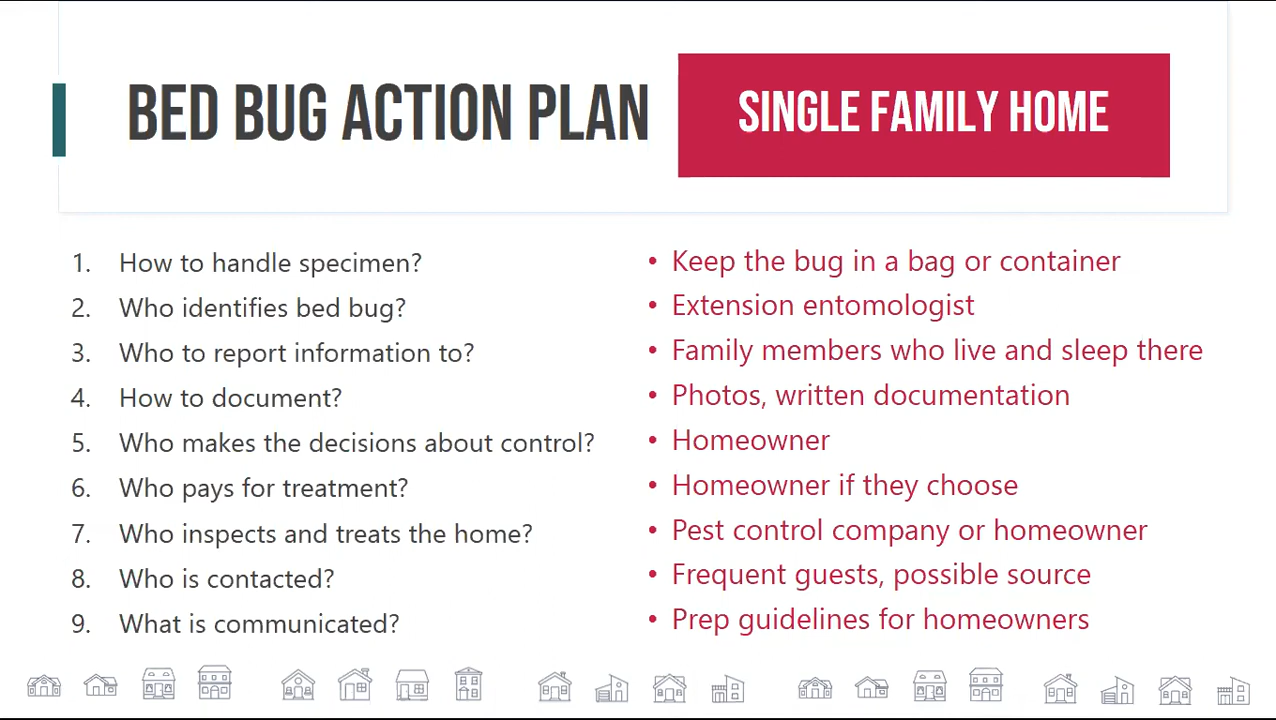 BED BUG ACTION PLAN
SINGLE FAMILY HOME
1. How to handle specimen?
• Keep the bug in a bag or container
2. Who identifies bed bug?
• Extension entomologist
3. Who to report information to?
• Family members who live and sleep there
4. How to document?
• Photos, written documentation
5. Who makes the decisions about control?
• Homeowner
6. Who pays for treatment?
• Homeowner if they choose
7. Who inspects and treats the home?
• Pest control company or homeowner
8. Who is contacted?
• Frequent guests, possible source
9. What is communicated?
• Prep guidelines for homeowners